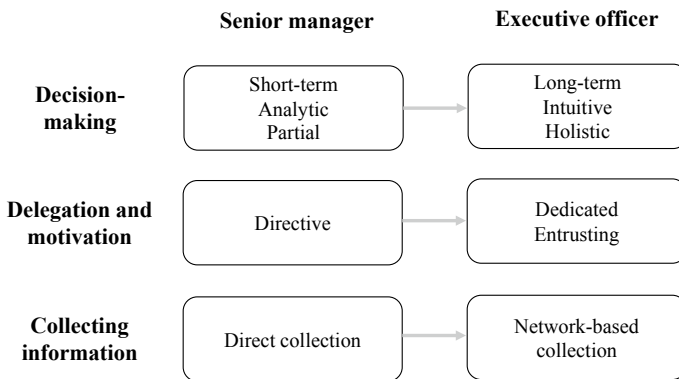 Senior manager
Executive officer
Decision-
making
Short-term
Analytic
Partial
Long-term
Intuitive
Holistic
Delegation and
motivation
Directive
Dedicated
Entrusting
Collecting
information
Direct collection
Network-based
collection